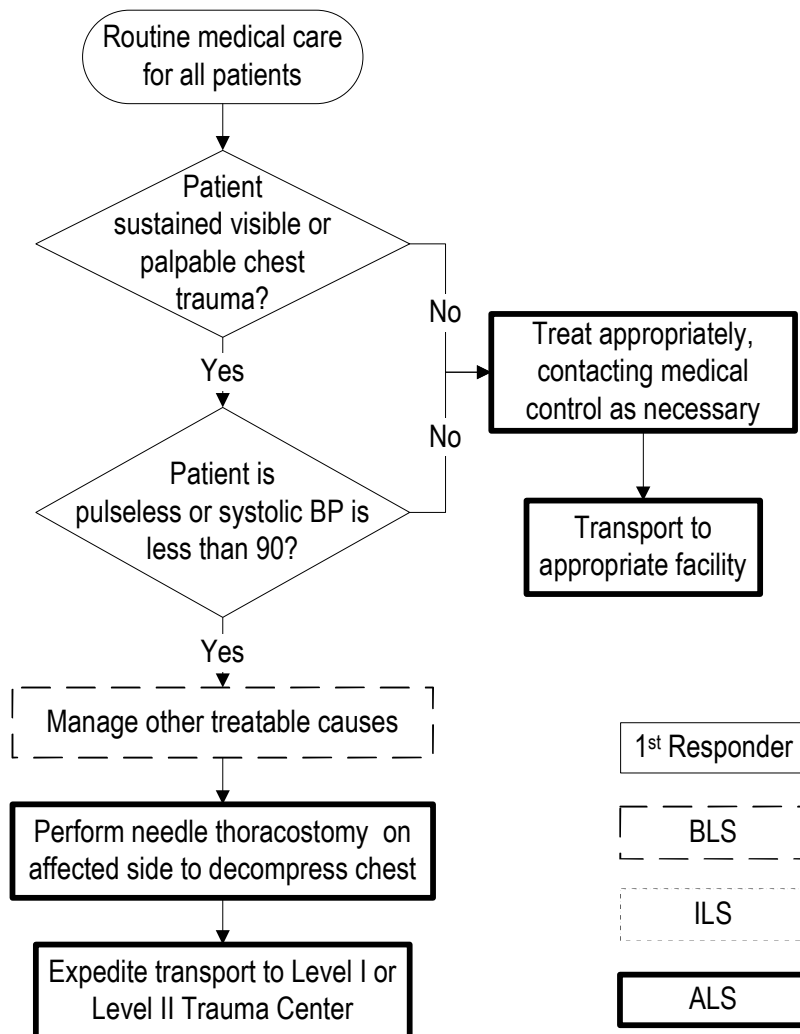 Routine medical care
for all patients
Patient
sustained visible or
palpable chest
trauma?
No
Yes
Treat appropriately,
contacting medical
control as necessary
No
Patient is
pulseless or systolic BP is
less than 90?
Transport to
appropriate facility
Yes
Manage other treatable causes
Perform needle thoracostomy on
affected side to decompress chest
Expedite transport to Level I or
Level II Trauma Center
1st Responder
BLS
ILS
ALS